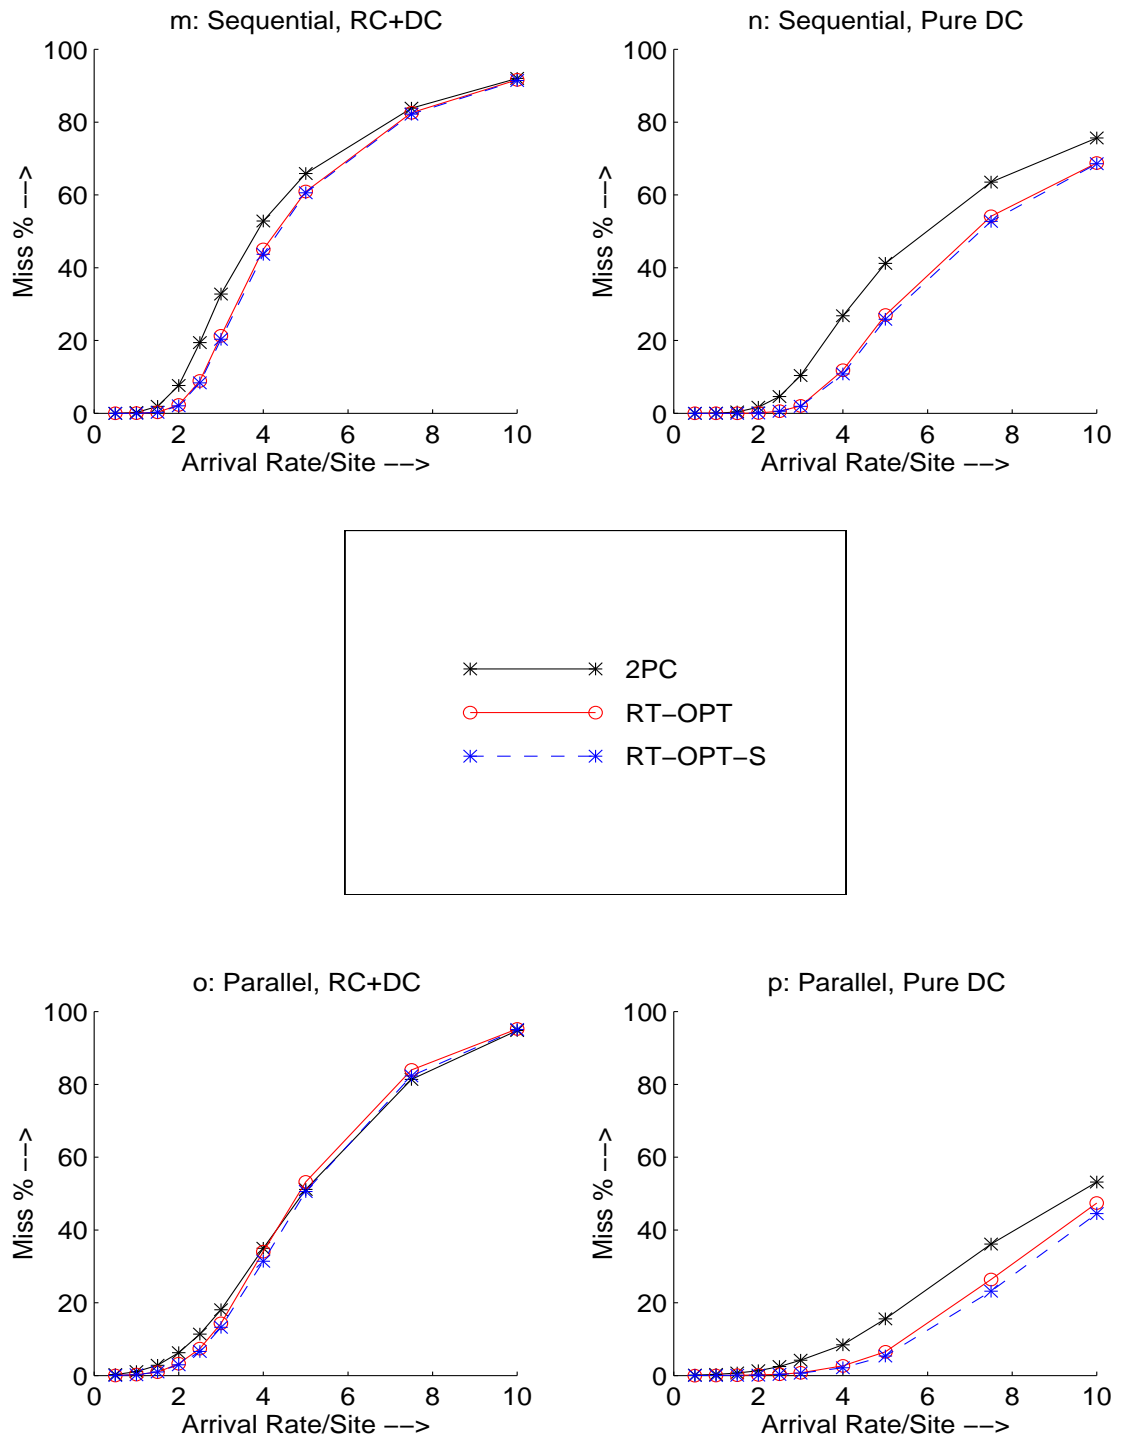 m: Sequential, RC+DC
n: Sequential, Pure DC
100
80
60
40
20
0
Miss % −−>
0 2 4 6 8 10
Arrival Rate/Site −−>
100
80
60
40
20
0
Miss % −−>
0 2 4 6 8 10
Arrival Rate/Site −−>
2PC
RT−OPT
RT−OPT−S
o: Parallel, RC+DC
p: Parallel, Pure DC
100
80
60
40
20
0
Miss % −−>
0 2 4 6 8 10
Arrival Rate/Site −−>
100
80
60
40
20
0
Miss % −−>
0 2 4 6 8 10
Arrival Rate/Site −−>